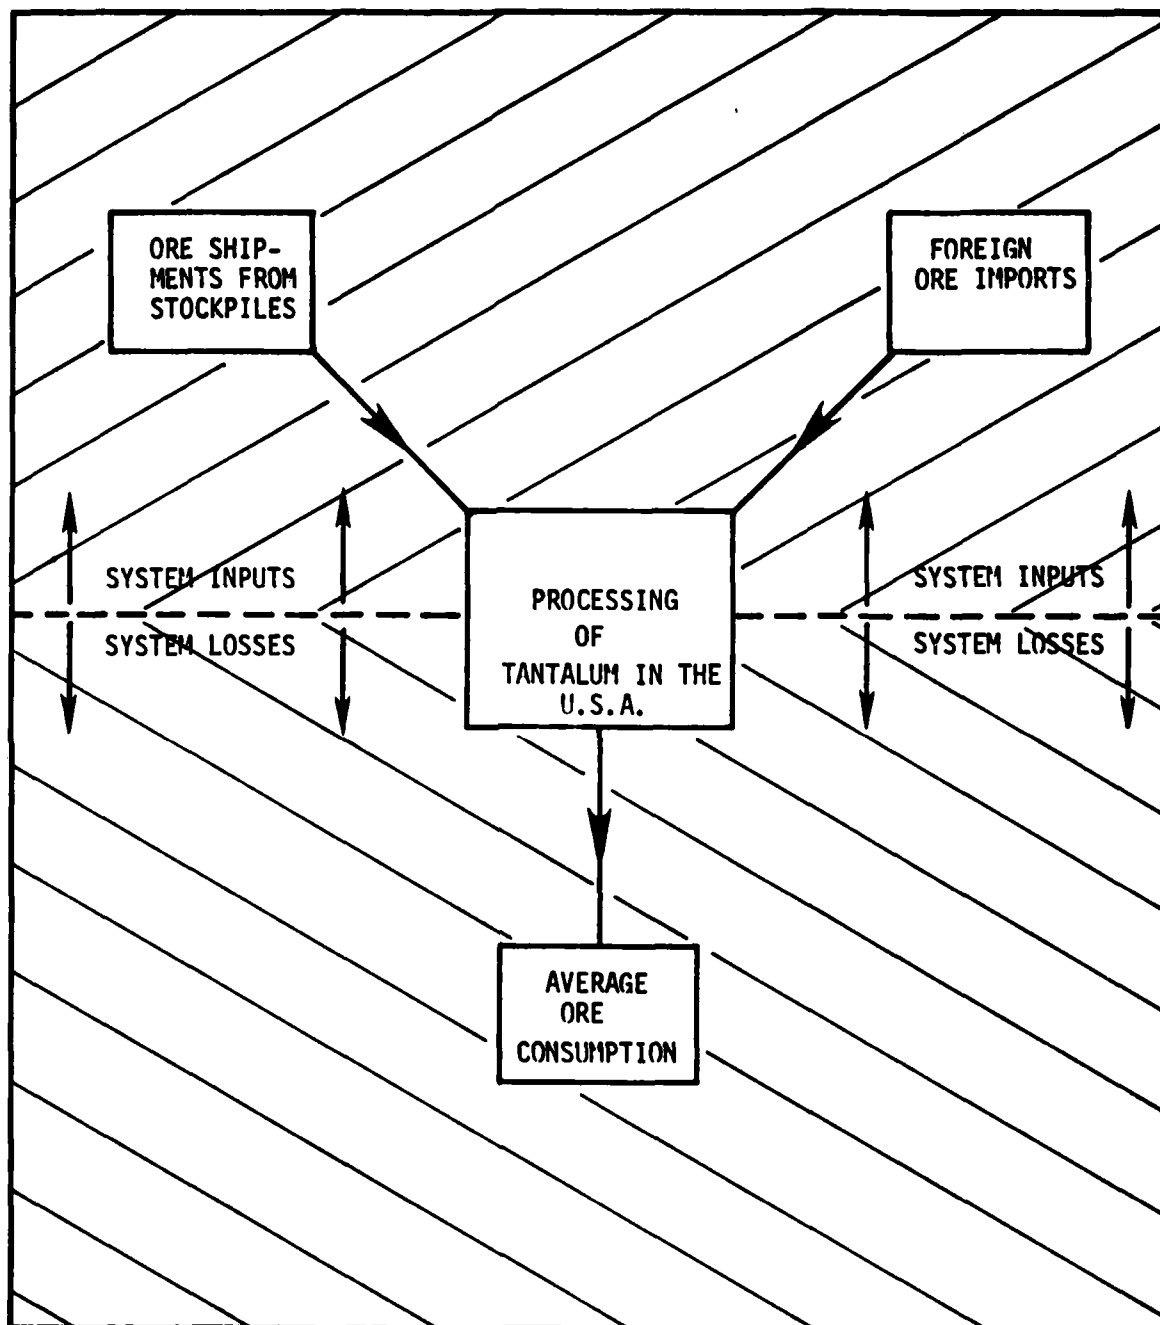 ORE SHIP-
MENTS FROM
STOCKPILES
FOREIGN
ORE IMPORTS
SYSTEM INPUTS
SYSTEM LOSSES
PROCESSING
OF
TANTALUM IN THE
U.S.A.
SYSTEM INPUTS
SYSTEM LOSSES
AVERAGE
ORE
CONSUMPTION